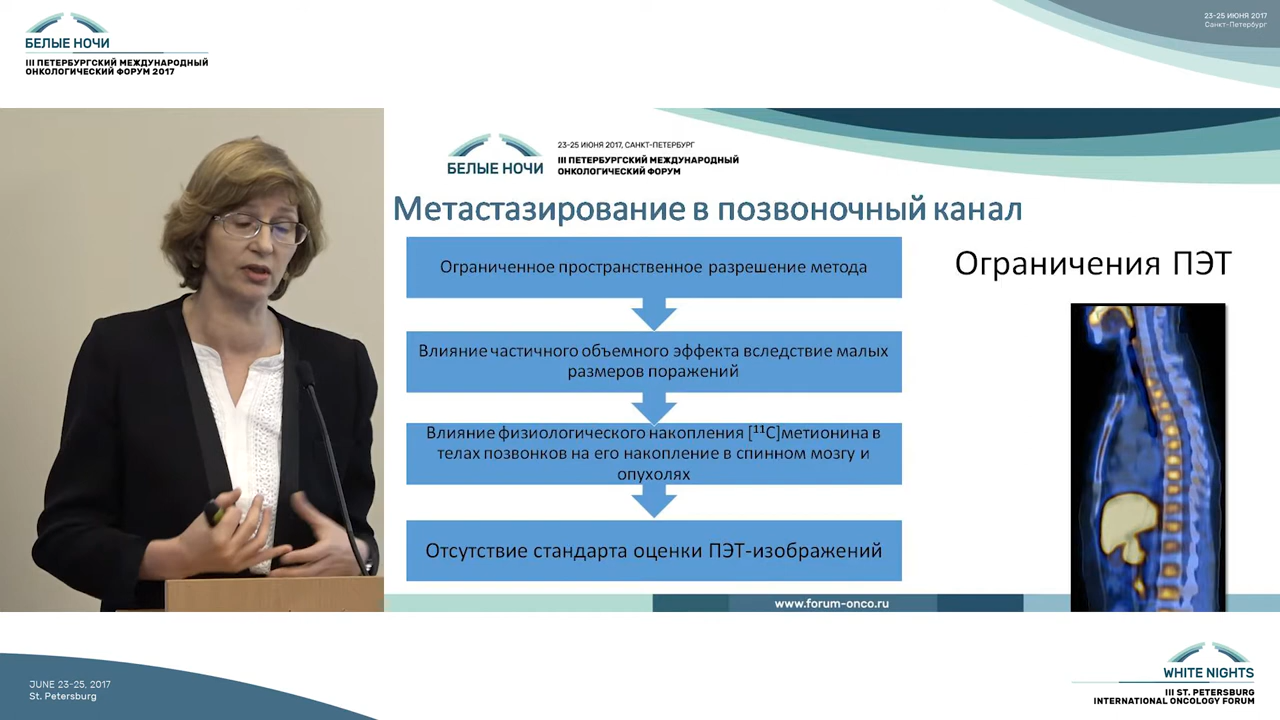 БЕЛЫЕ НОЧИ
III ПЕТЕРБУРГСКИЙ МЕЖДУНАРОДНЫЙ
ОНКОЛОГИЧЕСКИЙ ФОРУМ 2017
23-25 ИЮНЯ 2017
Санкт-Петербург
БЕЛЫЕ НОЧИ
23-25 ИЮНЯ 2017, САНКТ-ПЕТЕРБУРГ
III ПЕТЕРБУРГСКИЙ МЕЖДУНАРОДНЫЙ
ОНКОЛОГИЧЕСКИЙ ФОРУМ
Метастазирование в позвоночный канал
Ограничения ПЭТ
Ограниченное пространственное разрешение метода
Влияние частичного объемного эффекта вследствие малых
размеров поражений
Влияние физиологического накопления [¹¹C]метионина в
телах позвонков на его накопление в спинном мозгу и
опухолях
Отсутствие стандарта оценки ПЭТ-изображений
www.forum-onco.ru
JUNE 23-25, 2017
St. Petersburg
WHITE NIGHTS
III ST. PETERSBURG
INTERNATIONAL ONCOLOGY FORUM